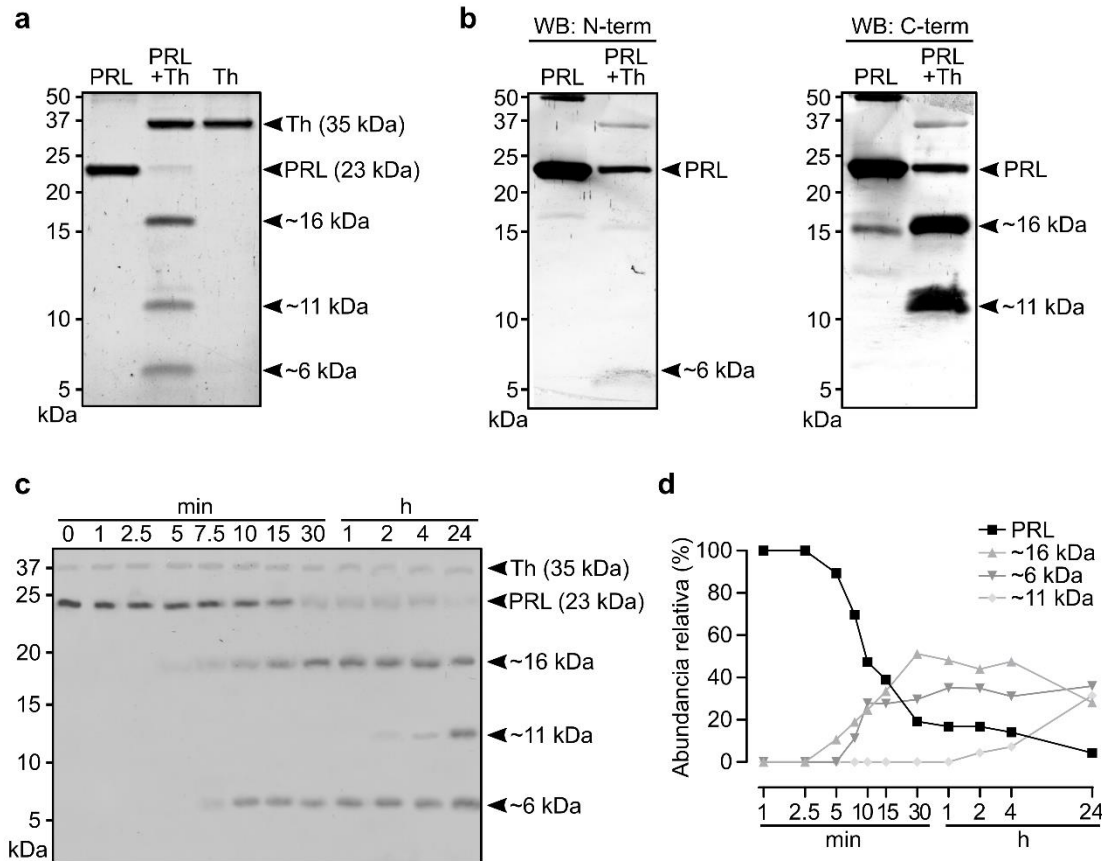 a
PRL
PRL +Th
Th
50
37
25
20
15
10
5
kDa
Th (35 kDa)
PRL (23 kDa)
~16 kDa
~11 kDa
~6 kDa
b
WB: N-term
PRL
PRL +Th
50
37
25
20
15
10
5
kDa
PRL
~6 kDa
WB: C-term
PRL
PRL +Th
50
37
25
20
15
10
5
kDa
PRL
~16 kDa
~11 kDa
c
min h
0 1 2.5 5 7.5 10 15 30 1 2 4 24
37
25
20
15
10
5
kDa
Th (35 kDa)
PRL (23 kDa)
~16 kDa
~11 kDa
~6 kDa
d
PRL
~16 kDa
~6 kDa
~11 kDa
Abundancia relativa (%)
100
80
60
40
20
0
1 2.5 5 10 15 30 1 2 4 24
min h